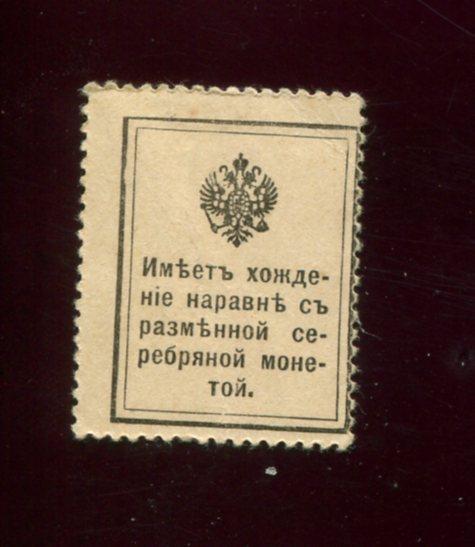 Имѣетъ хожде-
ніе наравнѣ съ
размѣнной се-
ребряной моне-
той.